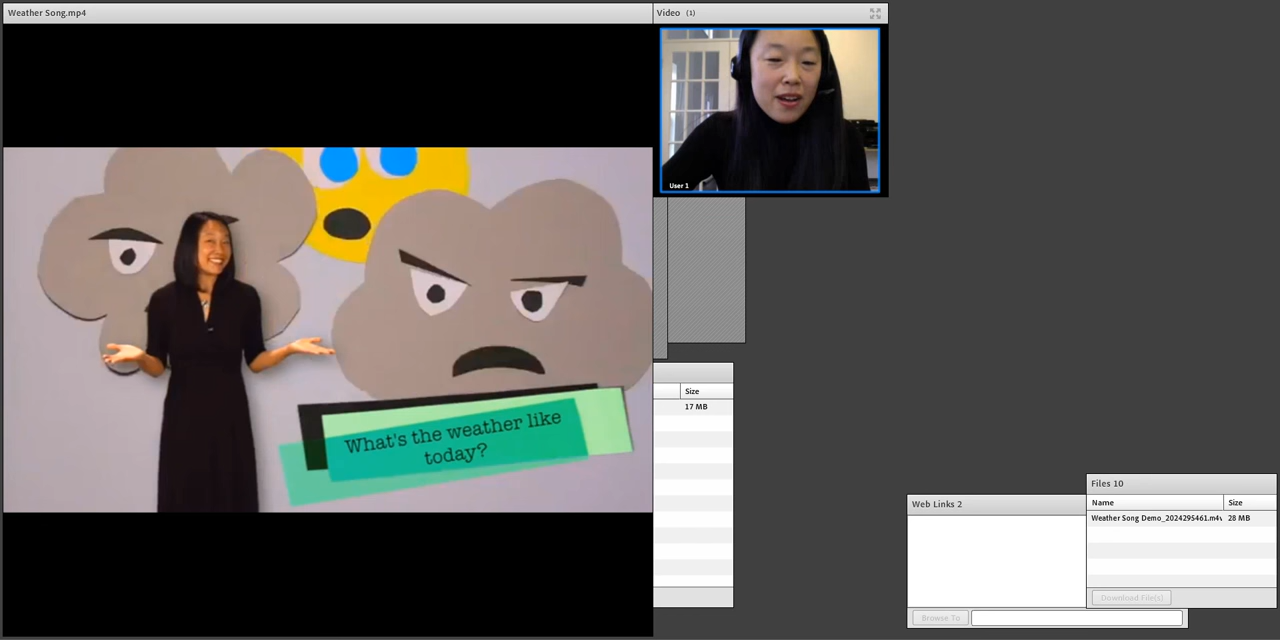 Weather Song.mp4
Video (1)
User 1
What's the weather like
today?
Size
17 MB
Web Links 2
Browse To
Files 10
Name Size
Weather Song Demo_2024295461.m4v 28 MB
Download File(s)